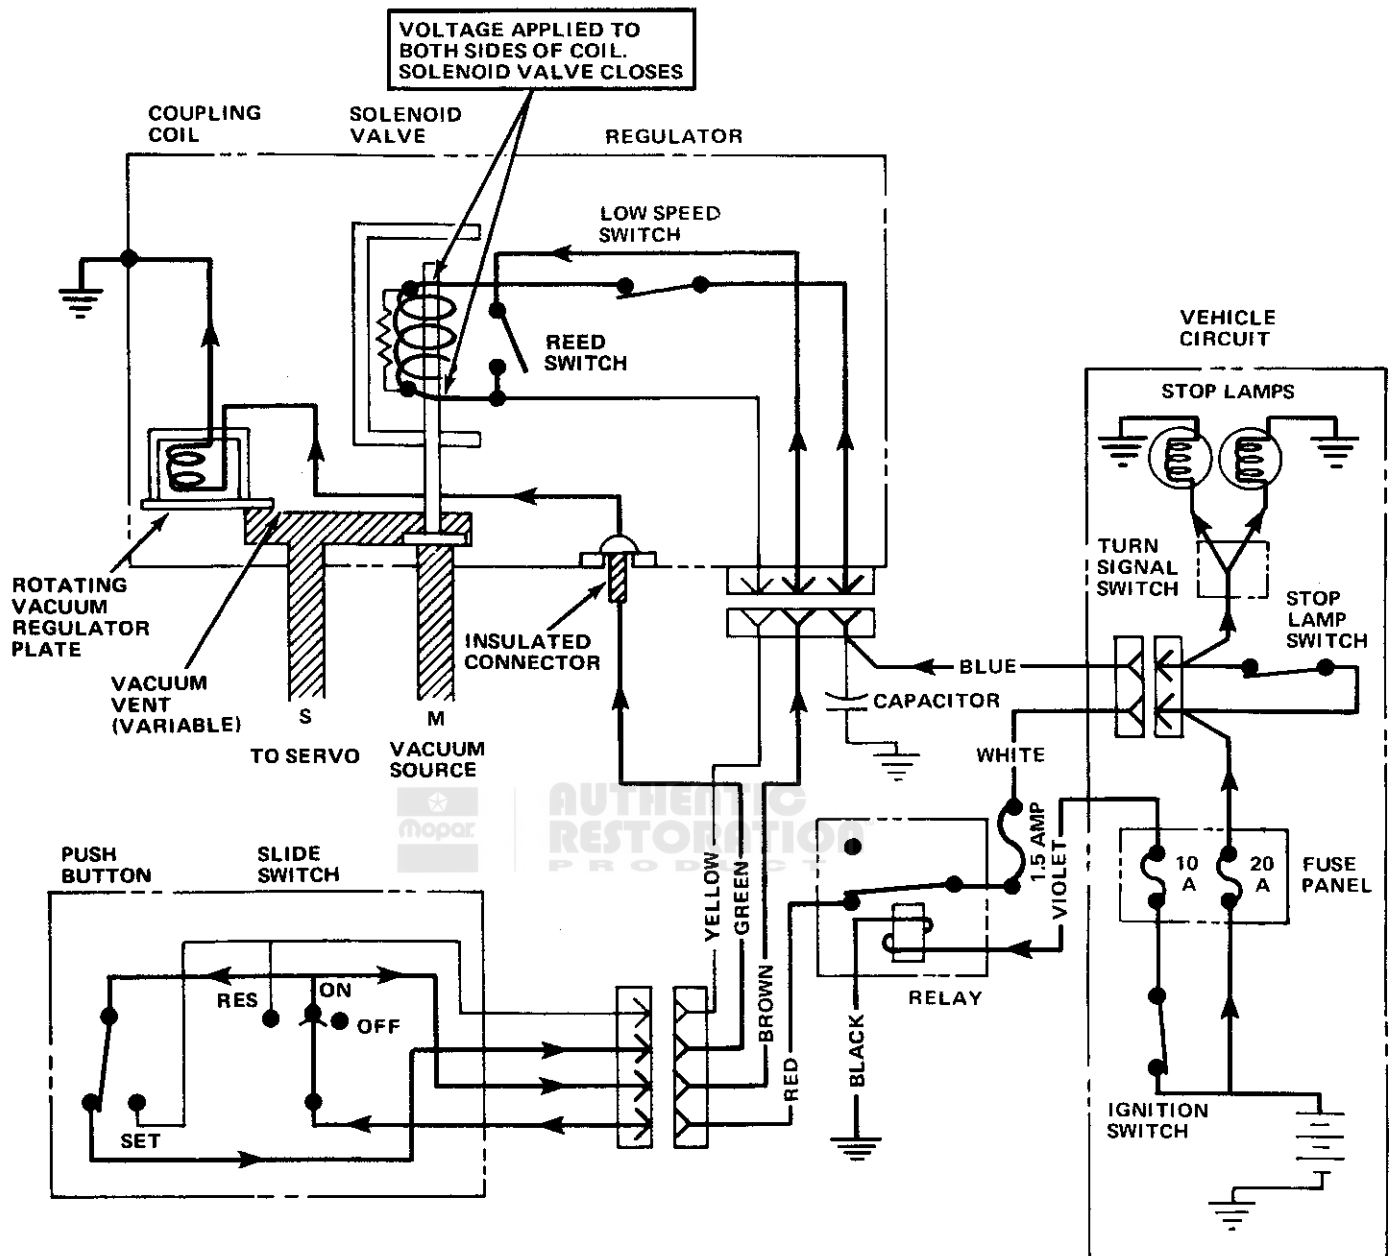 VOLTAGE APPLIED TO
BOTH SIDES OF COIL.
SOLENOID VALVE CLOSES
COUPLING
COIL
SOLENOID
VALVE
REGULATOR
LOW SPEED
SWITCH
REED
SWITCH
VEHICLE
CIRCUIT
STOP LAMPS
TURN
SIGNAL
SWITCH
STOP
LAMP
SWITCH
ROTATING
VACUUM
REGULATOR
PLATE
VACUUM
VENT
(VARIABLE)
S
TO SERVO
M
VACUUM
SOURCE
INSULATED
CONNECTOR
BLUE
CAPACITOR
WHITE
1.5 AMP
VIOLET
10
A
20
A
FUSE
PANEL
Mopar
AUTHENTIC
RESTORATION
PRODUCT
PUSH
BUTTON
SLIDE
SWITCH
YELLOW
GREEN
BROWN
RED
BLACK
RELAY
RES
ON
OFF
SET
IGNITION
SWITCH